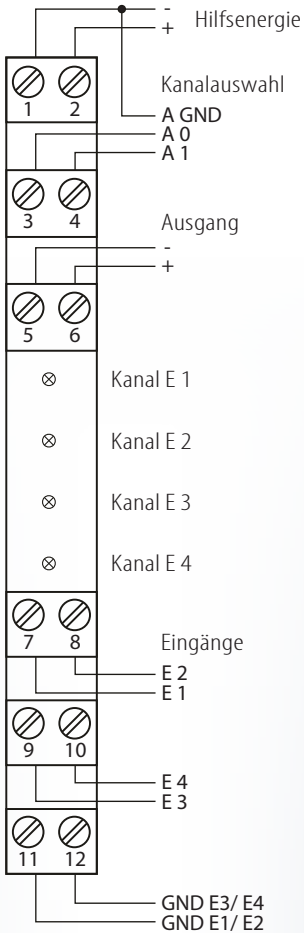 -
+ Hilfsenergie
1 2
Kanalauswahl
A GND
A 0
A 1
3 4
Ausgang
-
+
5 6
Kanal E 1
Kanal E 2
Kanal E 3
Kanal E 4
7 8
Eingänge
E 2
E 1
9 10
E 4
E 3
11 12
GND E3/ E4
GND E1/ E2